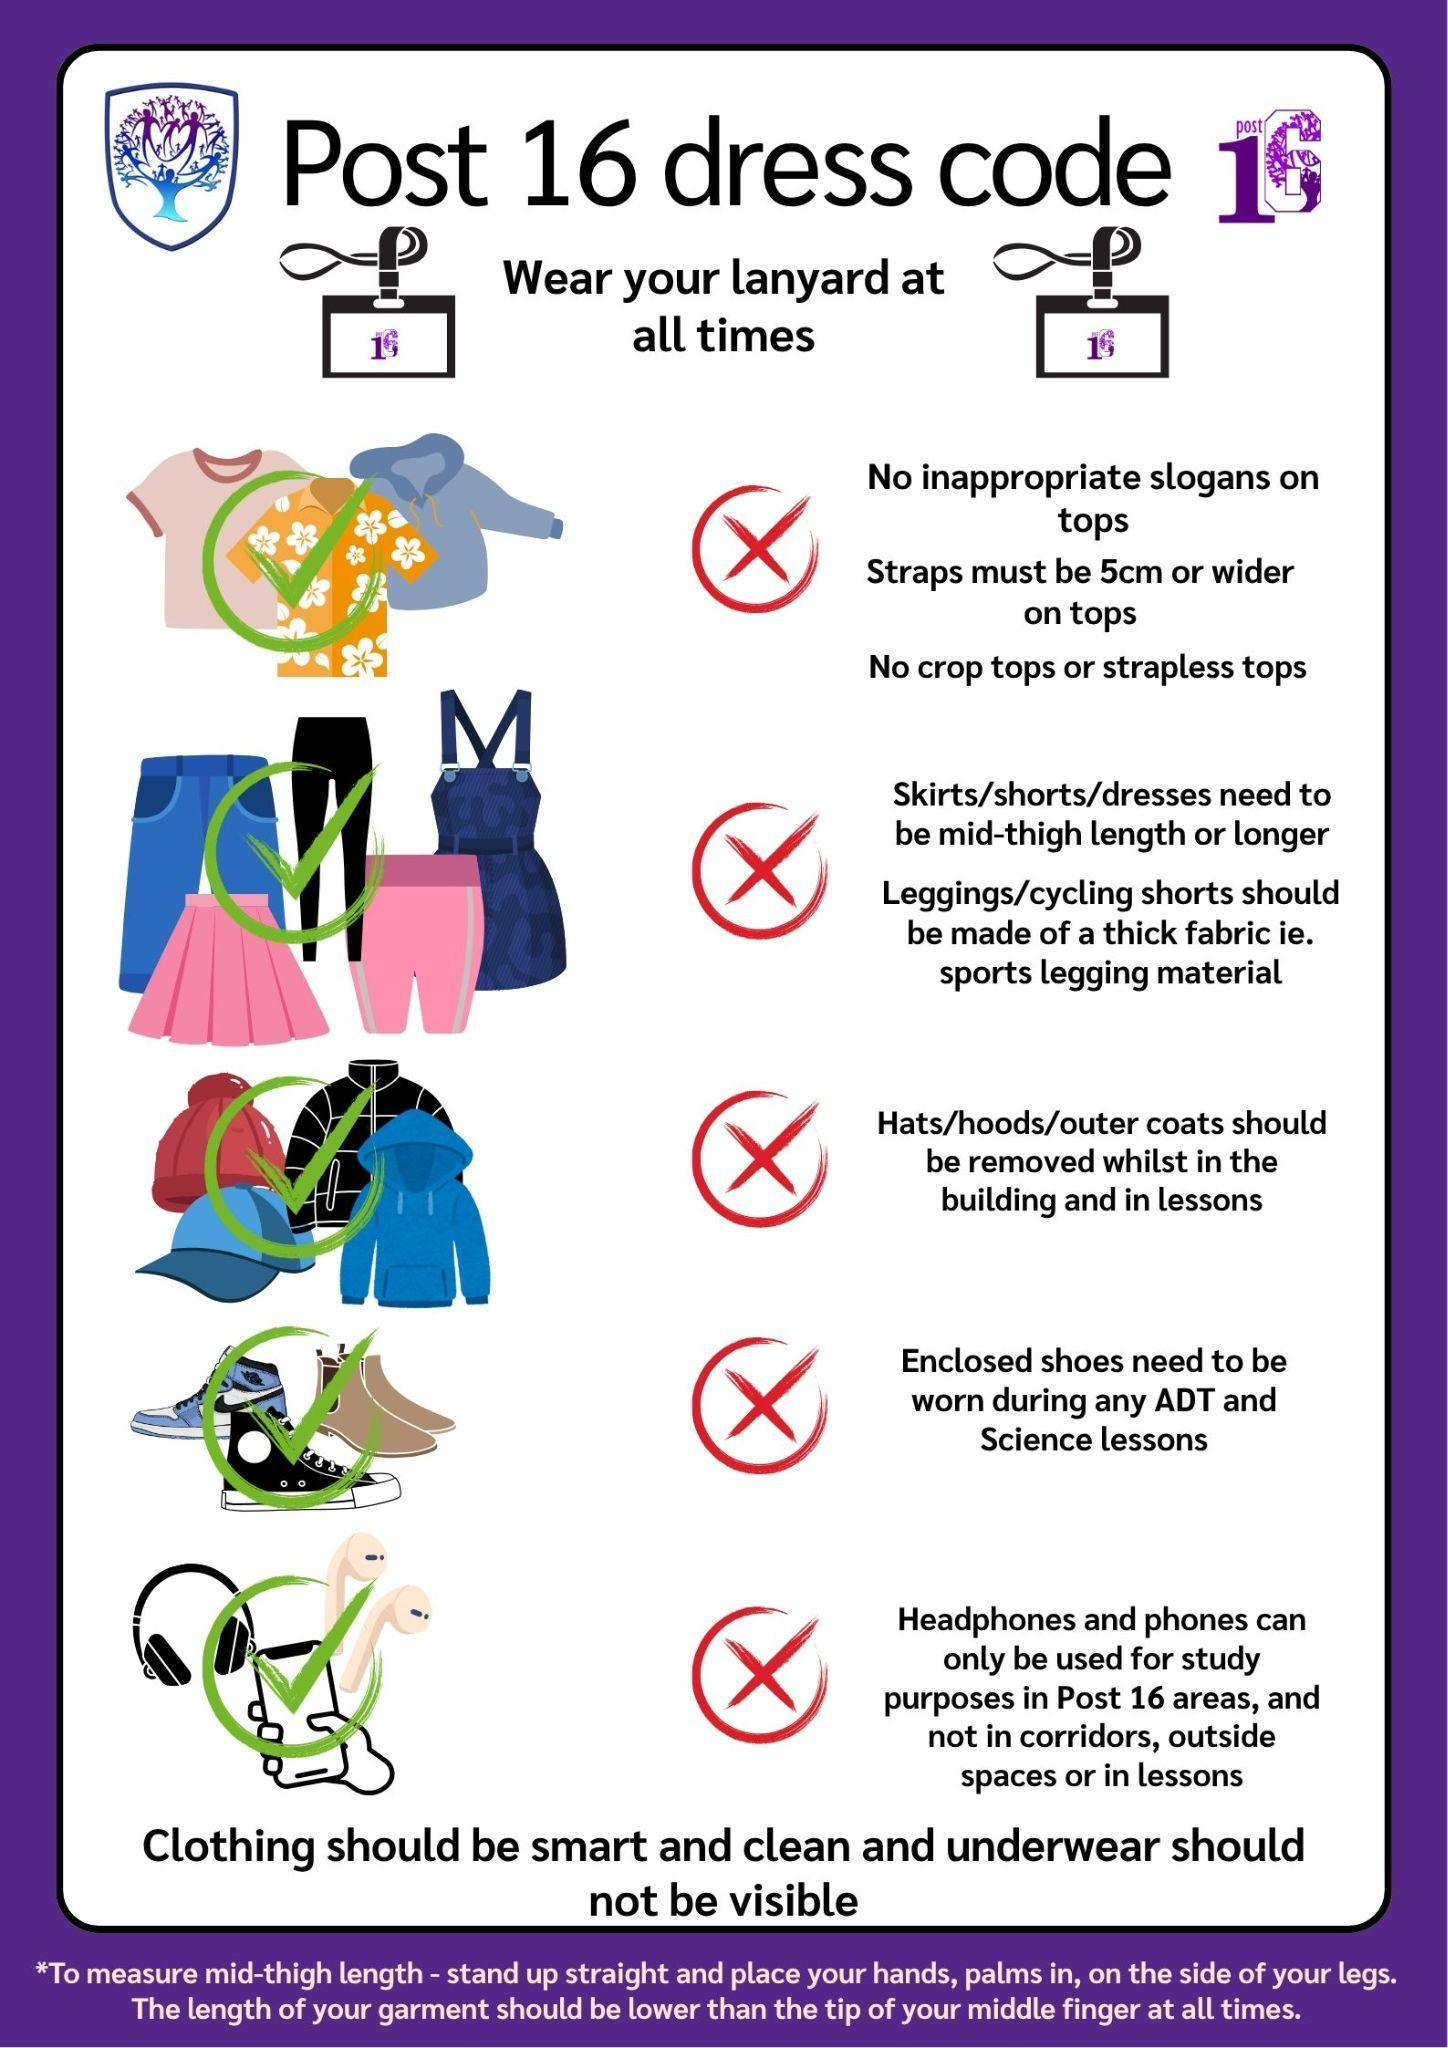 Post 16 dress code
post
16
Wear your lanyard at
all times
post
16
post
16
No inappropriate slogans on
tops
Straps must be 5cm or wider
on tops
No crop tops or strapless tops
Skirts/shorts/dresses need to
be mid-thigh length or longer
Leggings/cycling shorts should
be made of a thick fabric ie.
sports legging material
Hats/hoods/outer coats should
be removed whilst in the
building and in lessons
Enclosed shoes need to be
worn during any ADT and
Science lessons
Headphones and phones can
only be used for study
purposes in Post 16 areas, and
not in corridors, outside
spaces or in lessons
Clothing should be smart and clean and underwear should
not be visible
*To measure mid-thigh length - stand up straight and place your hands, palms in, on the side of your legs.
The length of your garment should be lower than the tip of your middle finger at all times.